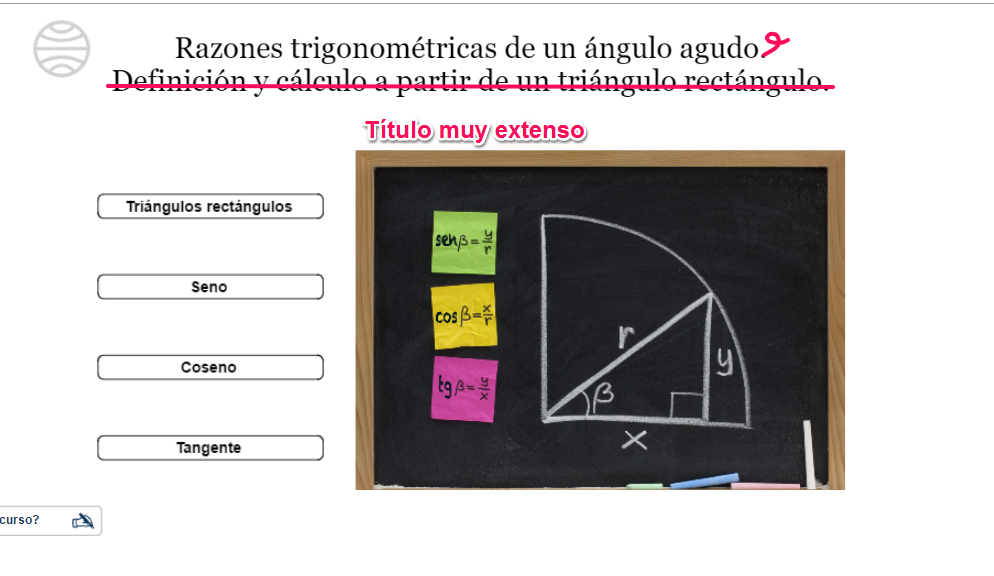 Razones trigonométricas de un ángulo agudo.
Definición y cálculo a partir de un triángulo rectángulo.
Título muy extenso
Triángulos rectángulos
Seno
Coseno
Tangente
senβ=y/r
cosβ=x/r
tgβ=y/x
r
β
y
x
curso?